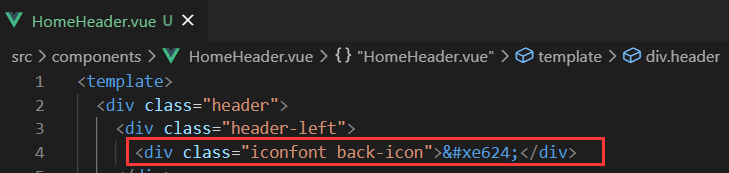 HomeHeader.vue U ×
src > components > HomeHeader.vue > {} "HomeHeader.vue" > template > div.header
1 <template>
2 <div class="header">
3 <div class="header-left">
4 <div class="iconfont back-icon">&#xe624;</div>